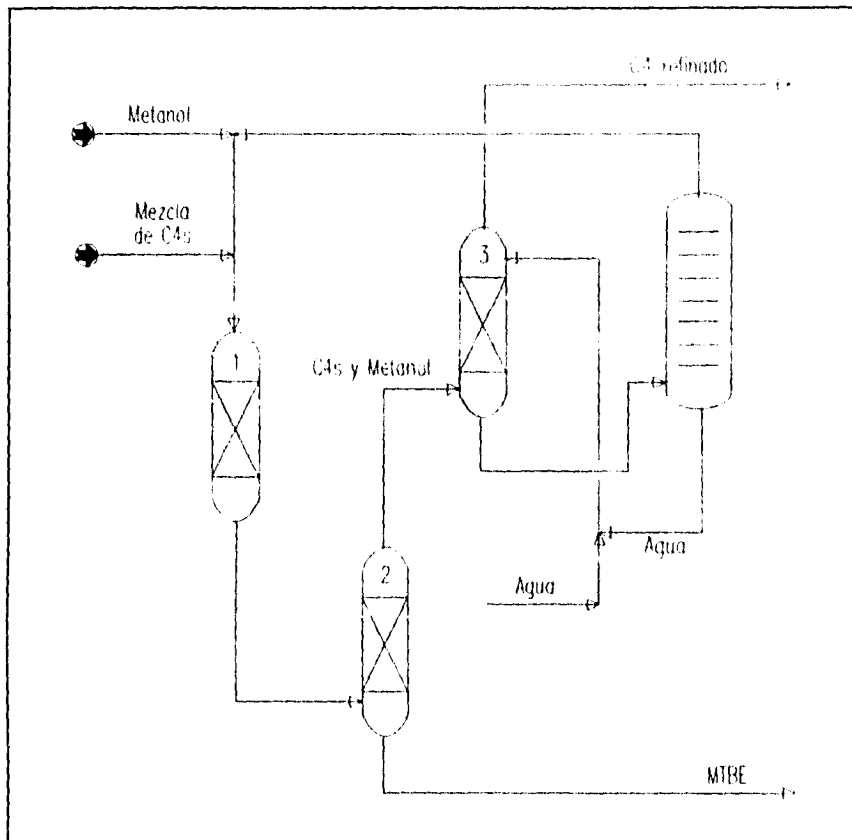 C4 refinado
Metanol
Mezcla
de C4s
3
1
C4s y Metanol
2
Agua
Agua
MTBE